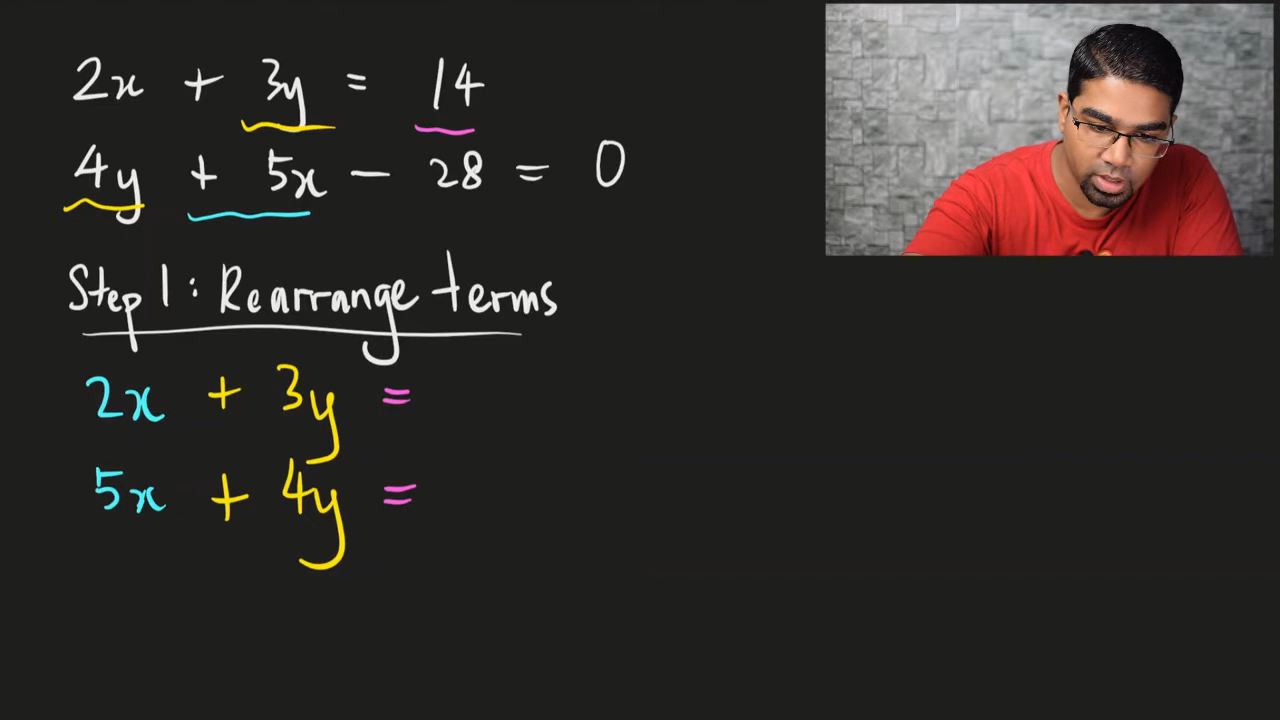 2x + 3y = 14
4y + 5x - 28 = 0
Step 1: Rearrange terms
2x + 3y =
5x + 4y =